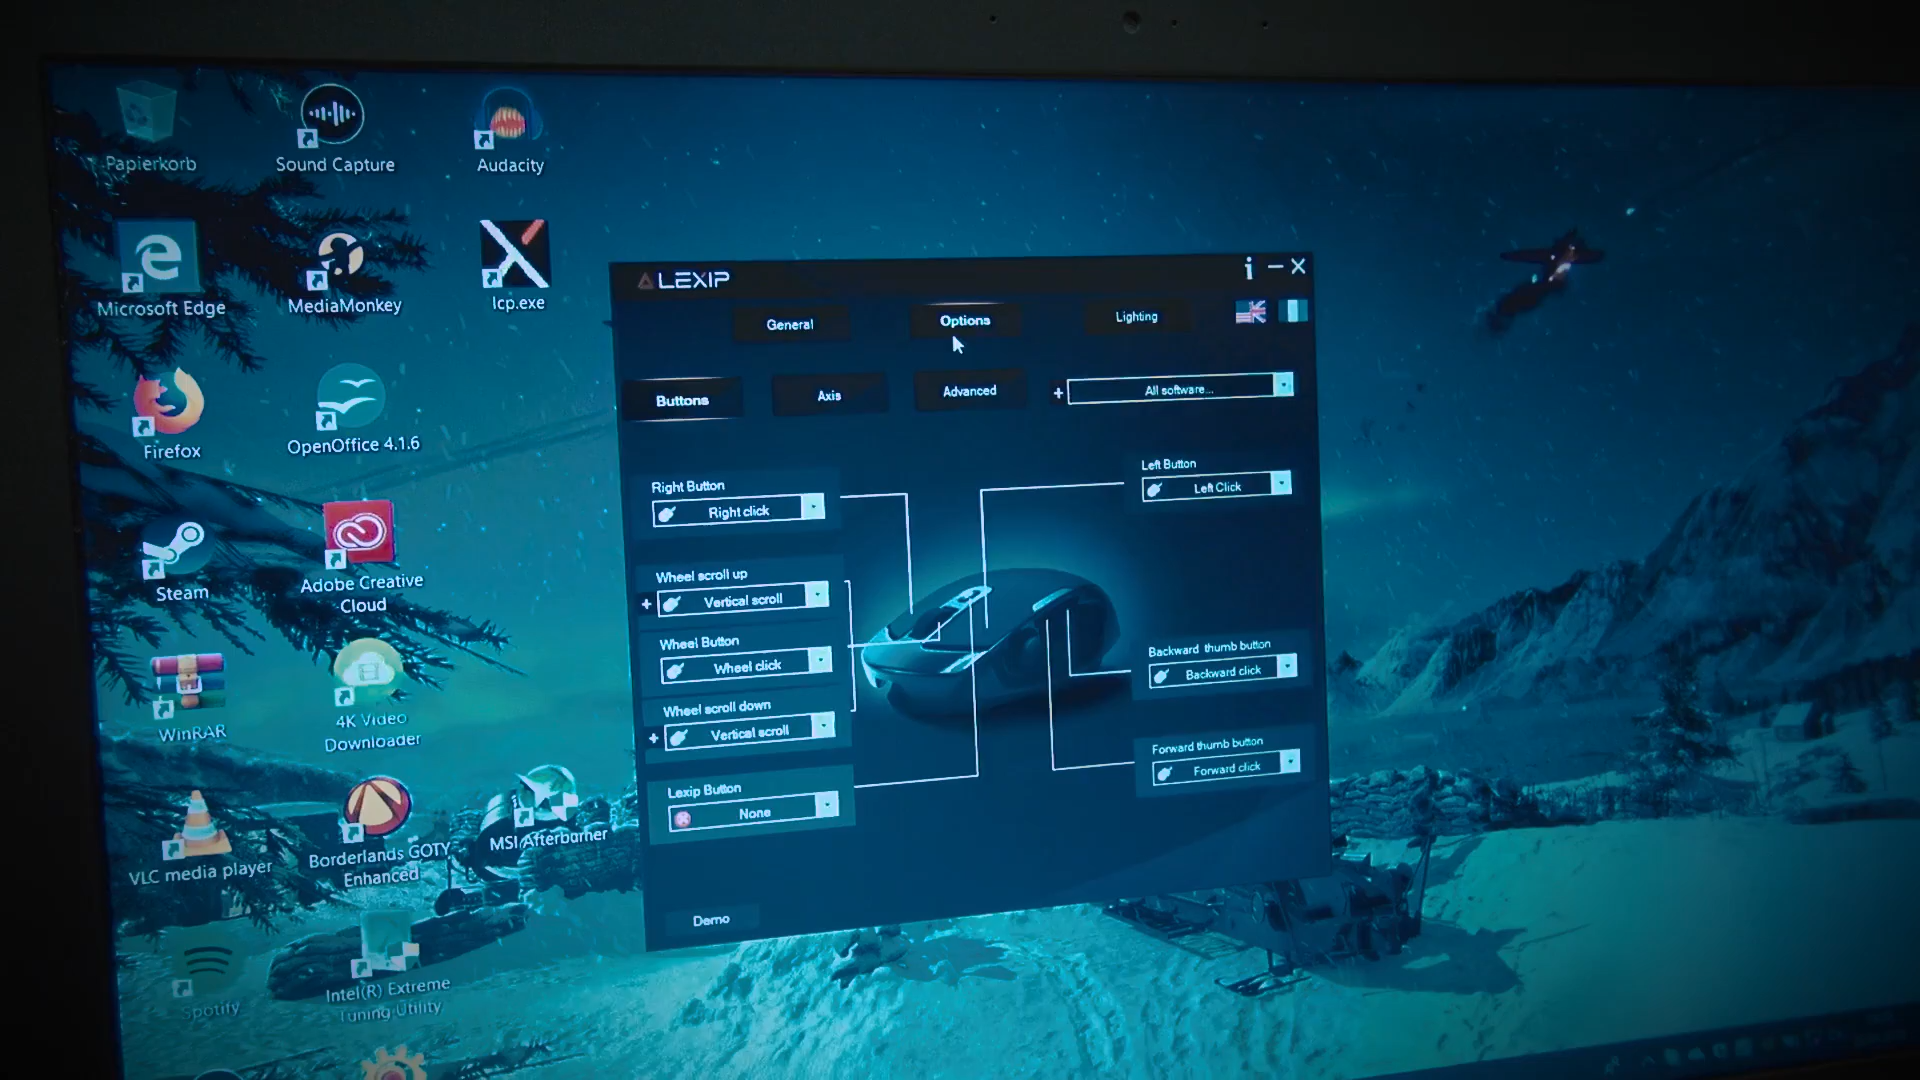 Papierkorb
Sound Capture
Audacity
Microsoft Edge
MediaMonkey
lcp.exe
Firefox
OpenOffice 4.1.6
Steam
Adobe Creative
Cloud
WinRAR
4K Video
Downloader
VLC media player
Borderlands GOTY
Enhanced
MSI Afterburner
Spotify
Intel(R) Extreme
Tuning Utility
LEXIP
i
General
Options
Lighting
Buttons
Axis
Advanced
+ All software...
Right Button
Right click
Wheel scroll up
+ Vertical scroll
Wheel Button
Wheel click
Wheel scroll down
+ Vertical scroll
Lexip Button
None
Left Button
Left Click
Backward thumb button
Backward click
Forward thumb button
Forward click
Demo